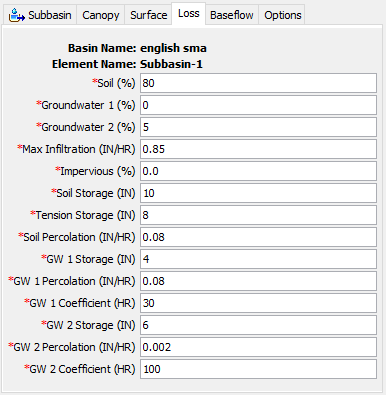 Subbasin Canopy Surface Loss Baseflow Options
Basin Name: english sma
Element Name: Subbasin-1
*Soil (%) 80
*Groundwater 1 (%) 0
*Groundwater 2 (%) 5
*Max Infiltration (IN/HR) 0.85
*Impervious (%) 0.0
*Soil Storage (IN) 10
*Tension Storage (IN) 8
*Soil Percolation (IN/HR) 0.08
*GW 1 Storage (IN) 4
*GW 1 Percolation (IN/HR) 0.08
*GW 1 Coefficient (HR) 30
*GW 2 Storage (IN) 6
*GW 2 Percolation (IN/HR) 0.002
*GW 2 Coefficient (HR) 100